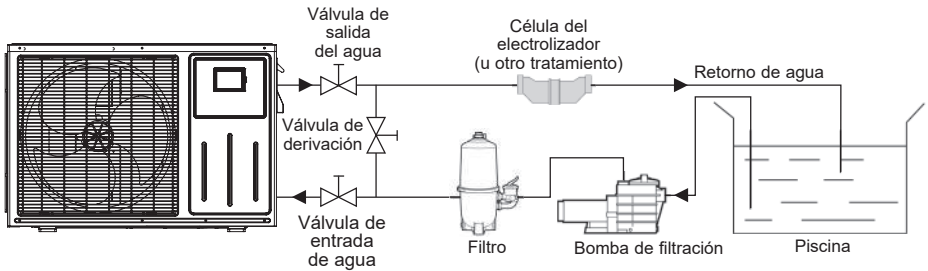 Válvula de
salida
del agua
Célula del
electrolizador
(u otro tratamiento)
Retorno de agua
Válvula de
derivación
Válvula de
entrada
de agua
Filtro
Bomba de filtración
Piscina